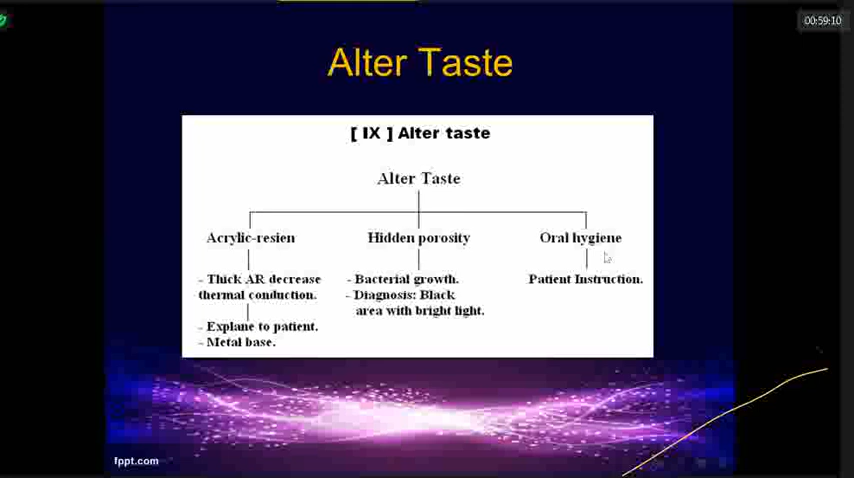 00:59:10
Alter Taste
[ IX ] Alter taste
Alter Taste
Acrylic-resien
- Thick AR decrease
thermal conduction.
- Explane to patient.
- Metal base.
Hidden porosity
- Bacterial growth.
- Diagnosis: Black
area with bright light.
Oral hygiene
Patient Instruction.
fppt.com